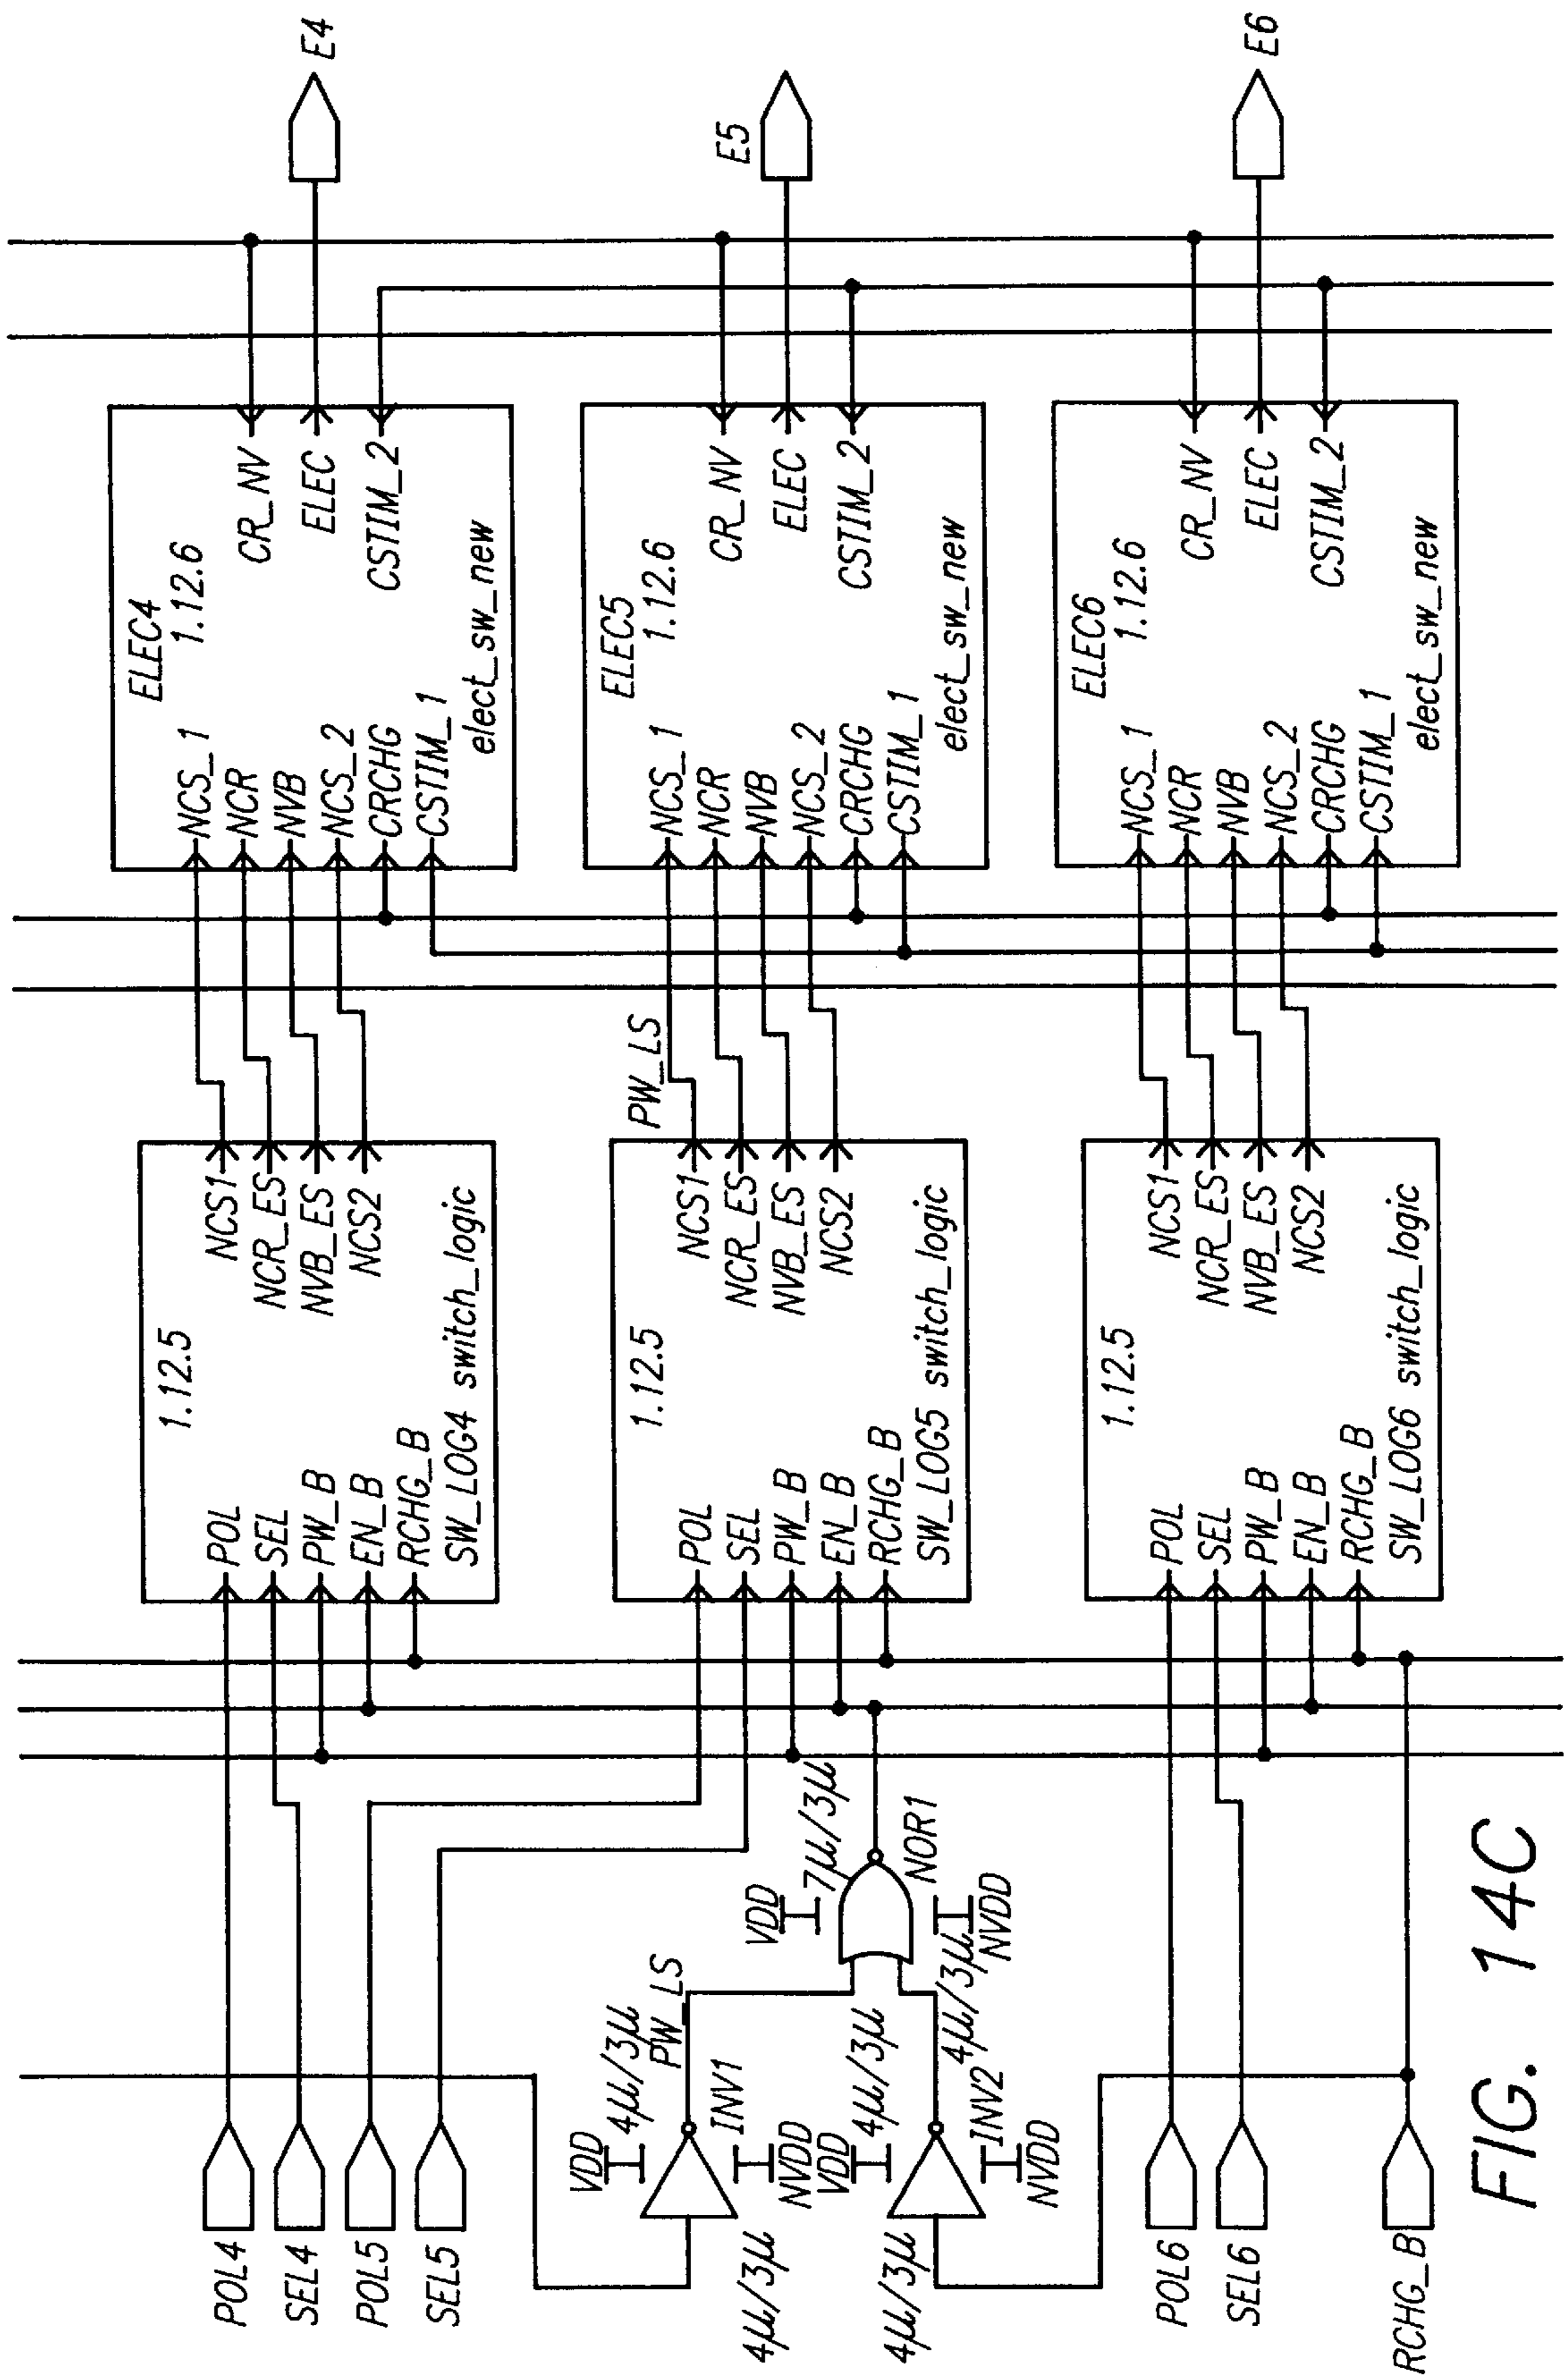 POL4
SEL4
POL5
SEL5
VDD
4μ/3μ
PW_LS
INV1
NVDD
4μ/3μ
VDD
4μ/3μ
INV2
NVDD
4μ/3μ
VDD
7μ/3μ
NOR1
4μ/3μ
NVDD
POL6
SEL6
RCHG_B
1.12.5
POL
SEL
PW_B
EN_B
RCHG_B
NCS1
NCR_ES
NVB_ES
NCS2
SW_LOG4 switch_logic
ELEC4
1.12.6
NCS_1
NCR
NVB
NCS_2
CRCHG
CSTIM_1
CR_NV
ELEC
CSTIM_2
elect_sw_new
E4
1.12.5
POL
SEL
PW_B
EN_B
RCHG_B
NCS1
NCR_ES
NVB_ES
NCS2
SW_LOG5 switch_logic
PW_LS
ELEC5
1.12.6
NCS_1
NCR
NVB
NCS_2
CRCHG
CSTIM_1
CR_NV
ELEC
CSTIM_2
elect_sw_new
E5
1.12.5
POL
SEL
PW_B
EN_B
RCHG_B
NCS1
NCR_ES
NVB_ES
NCS2
SW_LOG6 switch_logic
ELEC6
1.12.6
NCS_1
NCR
NVB
NCS_2
CRCHG
CSTIM_1
CR_NV
ELEC
CSTIM_2
elect_sw_new
E6
FIG. 14C